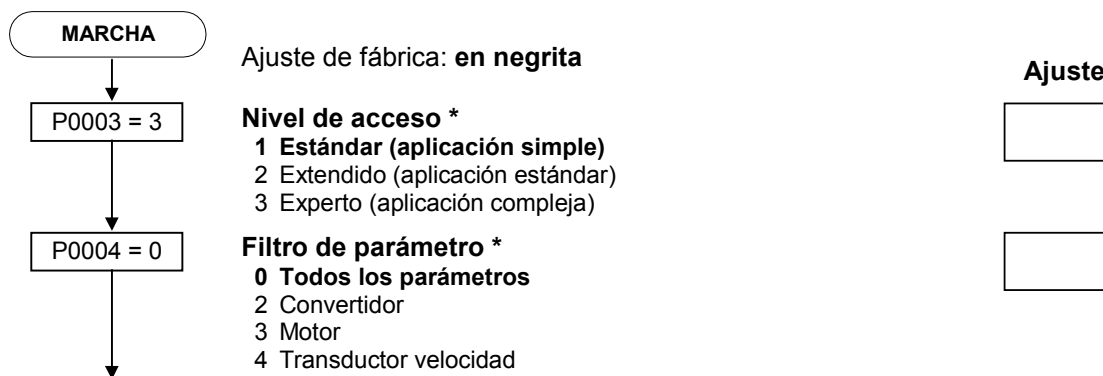 MARCHA
Ajuste de fábrica: en negrita
Ajuste
P0003 = 3
Nivel de acceso *
1 Estándar (aplicación simple)
2 Extendido (aplicación estándar)
3 Experto (aplicación compleja)
P0004 = 0
Filtro de parámetro *
0 Todos los parámetros
2 Convertidor
3 Motor
4 Transductor velocidad